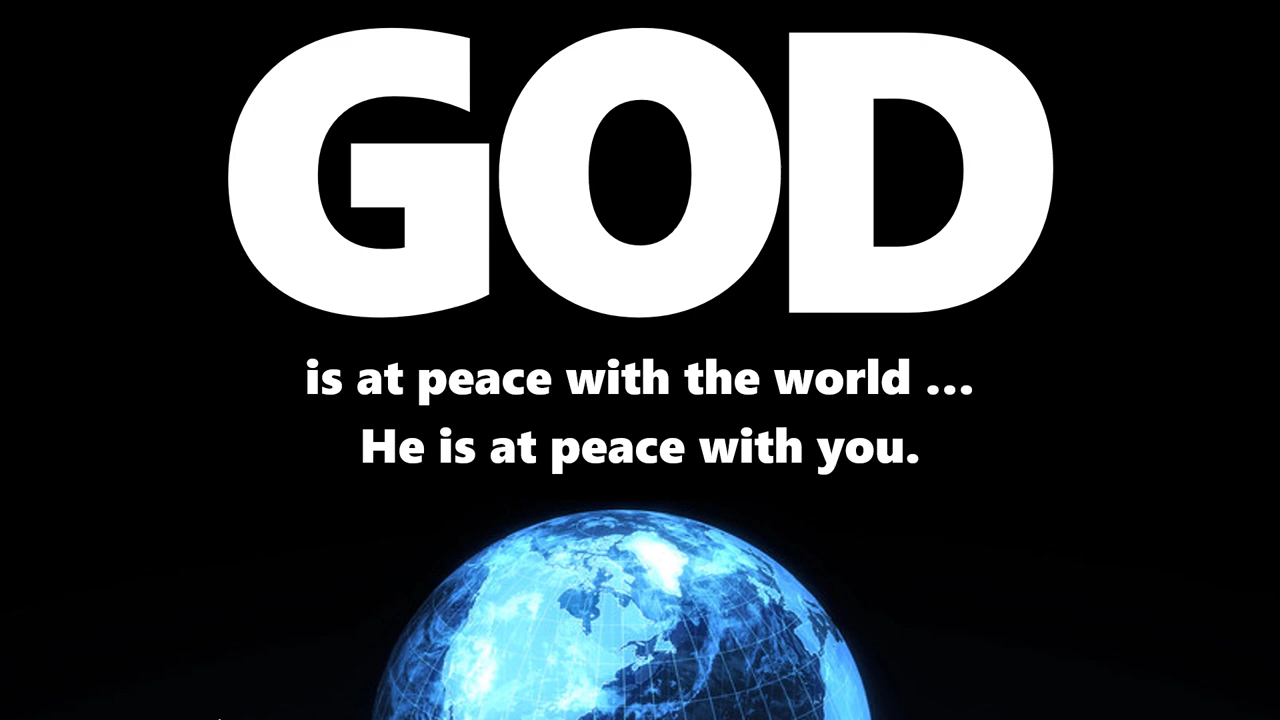 GOD
is at peace with the world ...
He is at peace with you.